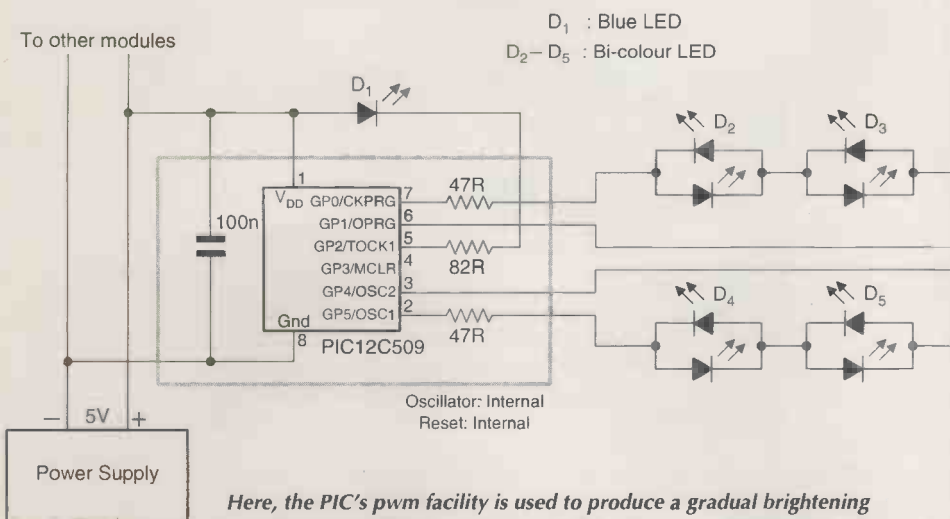 D1 : Blue LED
D2– D5 : Bi-colour LED
To other modules
D1
D2
D3
1
VDD GP0/CKPRG 7 47R
GP1/OPRG 6
100n
GP2/TOCK1 5
GP3/MCLR 4 82R
GP4/OSC2 3
D4
D5
GP5/OSC1 2
Gnd
47R
8
PIC12C509
Oscillator: Internal
Reset: Internal
– 5V +
Power Supply
Here, the PIC's pwm facility is used to produce a gradual brightening